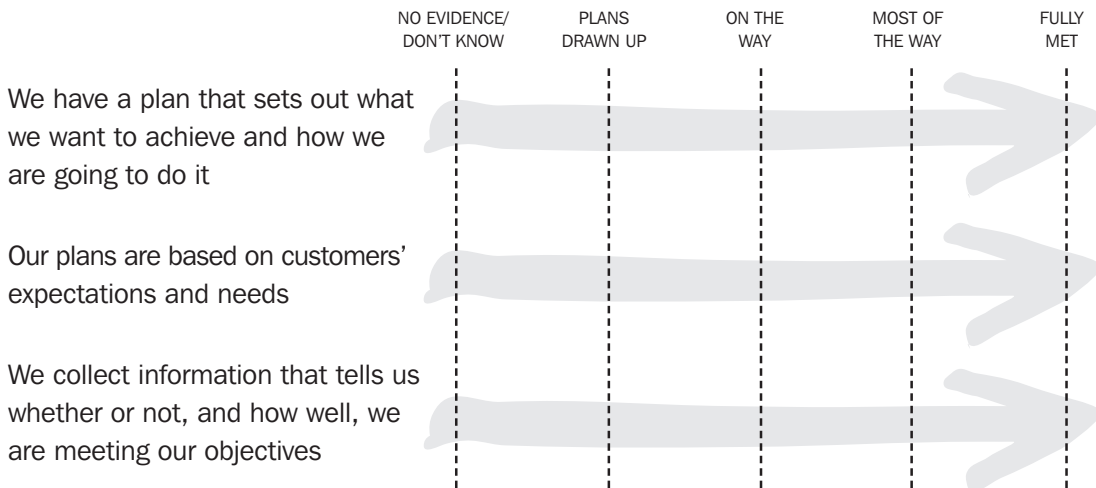 NO EVIDENCE/ PLANS ON THE MOST OF FULLY
DON'T KNOW DRAWN UP WAY THE WAY MET
We have a plan that sets out what
we want to achieve and how we
are going to do it
Our plans are based on customers'
expectations and needs
We collect information that tells us
whether or not, and how well, we
are meeting our objectives